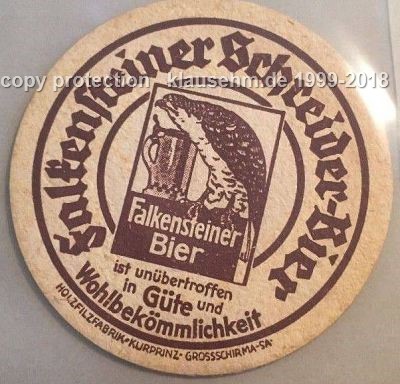 Falkensteiner Schneider-Bier
copy protection - klausehm.de 1999-2018
Falkensteiner
Bier
ist unübertroffen
in Güte und
Wohlbekömmlichkeit
HOLZFILZFABRIK · KURPRINZ · GROSSSCHIRMA-SA·